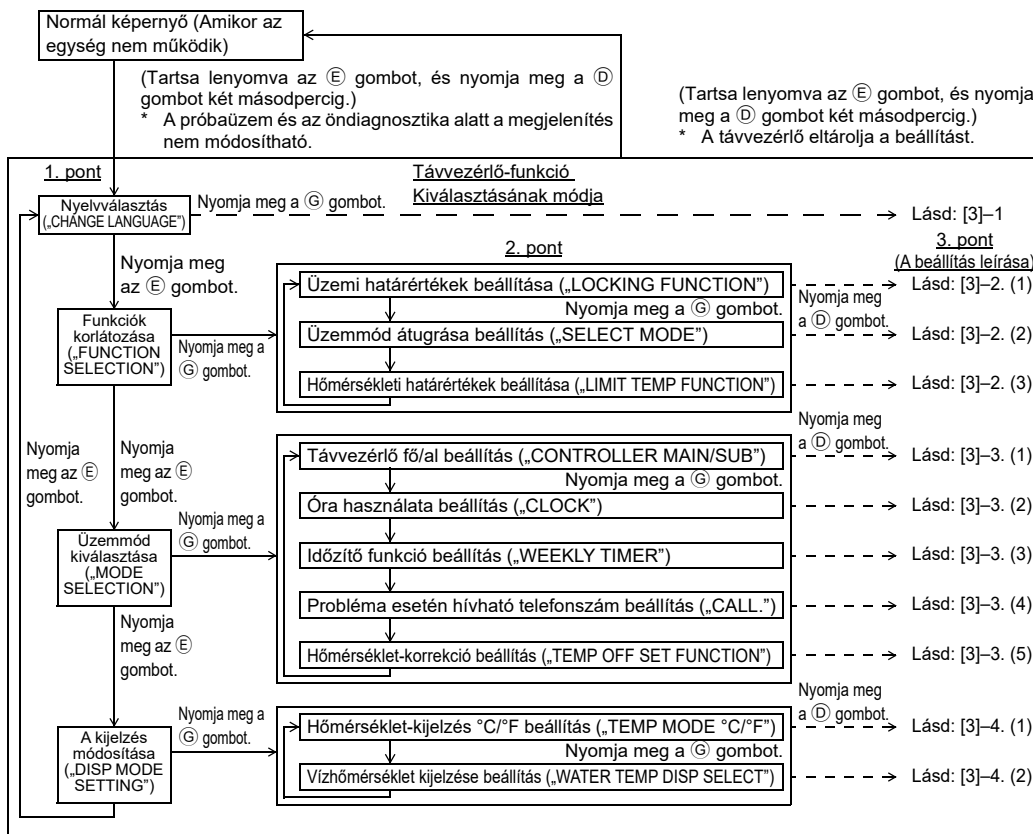 Normál képernyő (Amikor az
egység nem működik)
(Tartsa lenyomva az Ⓔ gombot, és nyomja meg a Ⓓ
gombot két másodpercig.)
* A próbaüzem és az öndiagnosztika alatt a megjelenítés
nem módosítható.
(Tartsa lenyomva az Ⓔ gombot, és nyomja
meg a Ⓓ gombot két másodpercig.)
* A távvezérlő eltárolja a beállítást.
1. pont
Távvezérlő-funkció
Kiválasztásának módja
Nyelvválasztás
(„CHANGE LANGUAGE”)
Nyomja meg a Ⓖ gombot.
Lásd: [3]–1
Nyomja meg
az Ⓔ gombot.
2. pont
3. pont
(A beállítás leírása)
Funkciók
korlátozása
(„FUNCTION
SELECTION”)
Nyomja meg a
Ⓖ gombot.
Üzemi határértékek beállítása („LOCKING FUNCTION”)
Nyomja meg a Ⓖ gombot.
Üzemmód átugrása beállítás („SELECT MODE”)
Hőmérsékleti határértékek beállítása („LIMIT TEMP FUNCTION”)
Nyomja meg
a Ⓓ gombot.
Lásd: [3]–2. (1)
Lásd: [3]–2. (2)
Lásd: [3]–2. (3)
Nyomja
meg az Ⓔ
gombot.
Nyomja
meg az Ⓔ
gombot.
Üzemmód
kiválasztása
(„MODE
SELECTION”)
Nyomja meg a
Ⓖ gombot.
Távvezérlő fő/al beállítás („CONTROLLER MAIN/SUB”)
Nyomja meg a Ⓖ gombot.
Óra használata beállítás („CLOCK”)
Időzítő funkció beállítás („WEEKLY TIMER”)
Probléma esetén hívható telefonszám beállítás („CALL.”)
Hőmérséklet-korrekció beállítás („TEMP OFF SET FUNCTION”)
Nyomja meg
a Ⓓ gombot.
Lásd: [3]–3. (1)
Lásd: [3]–3. (2)
Lásd: [3]–3. (3)
Lásd: [3]–3. (4)
Lásd: [3]–3. (5)
Nyomja
meg az Ⓔ
gombot.
A kijelzés
módosítása
(„DISP MODE
SETTING”)
Nyomja meg a
Ⓖ gombot.
Hőmérséklet-kijelzés °C/°F beállítás („TEMP MODE °C/°F”)
Nyomja meg a Ⓖ gombot.
Vízhőmérséklet kijelzése beállítás („WATER TEMP DISP SELECT”)
Nyomja meg
a Ⓓ gombot.
Lásd: [3]–4. (1)
Lásd: [3]–4. (2)